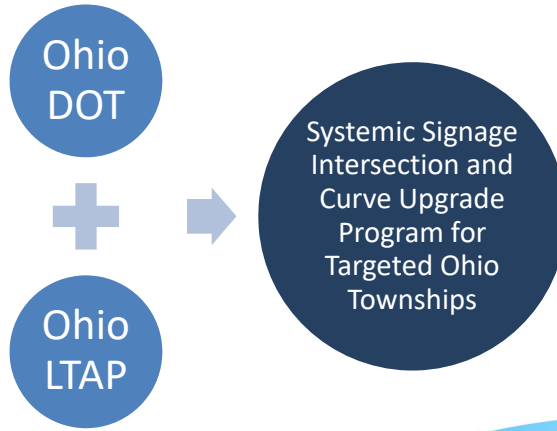 Ohio
DOT
Ohio
LTAP
Systemic Signage
Intersection and
Curve Upgrade
Program for
Targeted Ohio
Townships